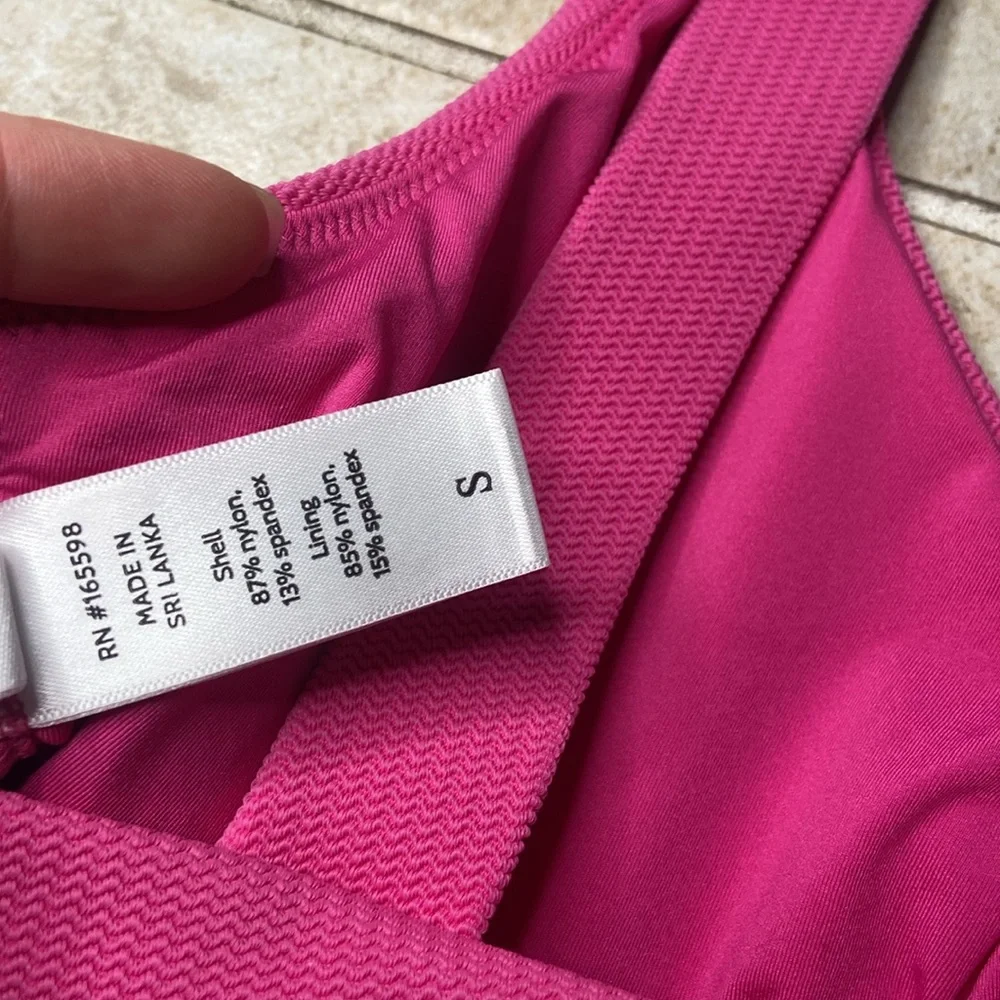 RN #165598
MADE IN
SRI LANKA
Shell
87% nylon,
13% spandex
Lining
85% nylon,
15% spandex
S